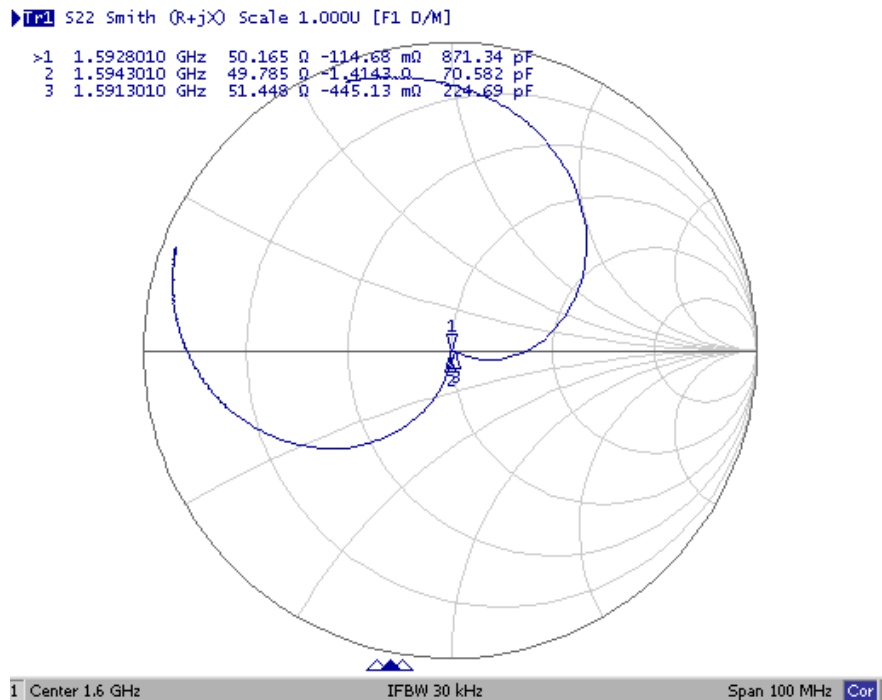 Tr1 S22 Smith (R+jX) Scale 1.000U [F1 D/M]
>1 1.5928010 GHz 50.165 Ω -114.68 mΩ 871.34 pF
2 1.5943010 GHz 49.785 Ω -1.4143 Ω 70.582 pF
3 1.5913010 GHz 51.448 Ω -445.13 mΩ 224.69 pF
1
3
2
1 Center 1.6 GHz IFBW 30 kHz Span 100 MHz Cor